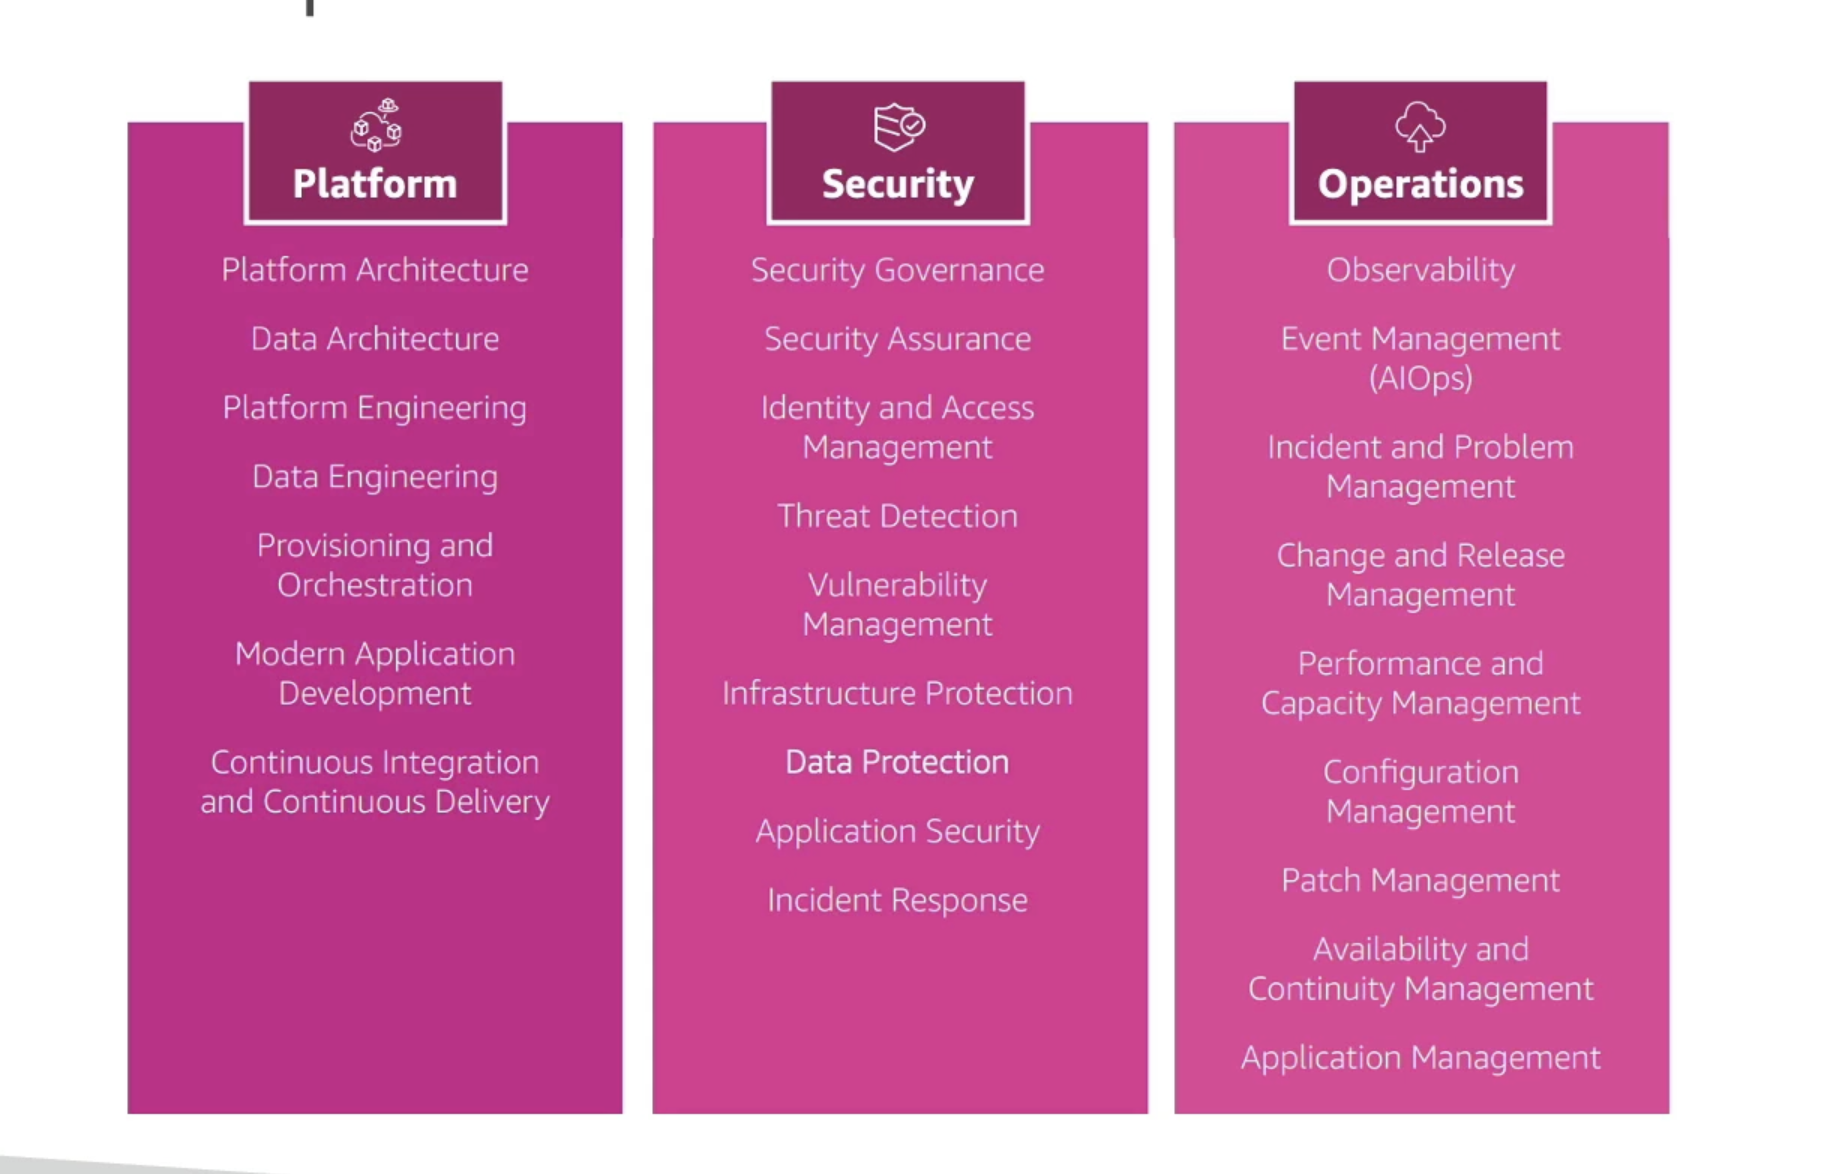 Platform
Platform Architecture
Data Architecture
Platform Engineering
Data Engineering
Provisioning and
Orchestration
Modern Application
Development
Continuous Integration
and Continuous Delivery
Security
Security Governance
Security Assurance
Identity and Access
Management
Threat Detection
Vulnerability
Management
Infrastructure Protection
Data Protection
Application Security
Incident Response
Operations
Observability
Event Management
(AIOps)
Incident and Problem
Management
Change and Release
Management
Performance and
Capacity Management
Configuration
Management
Patch Management
Availability and
Continuity Management
Application Management